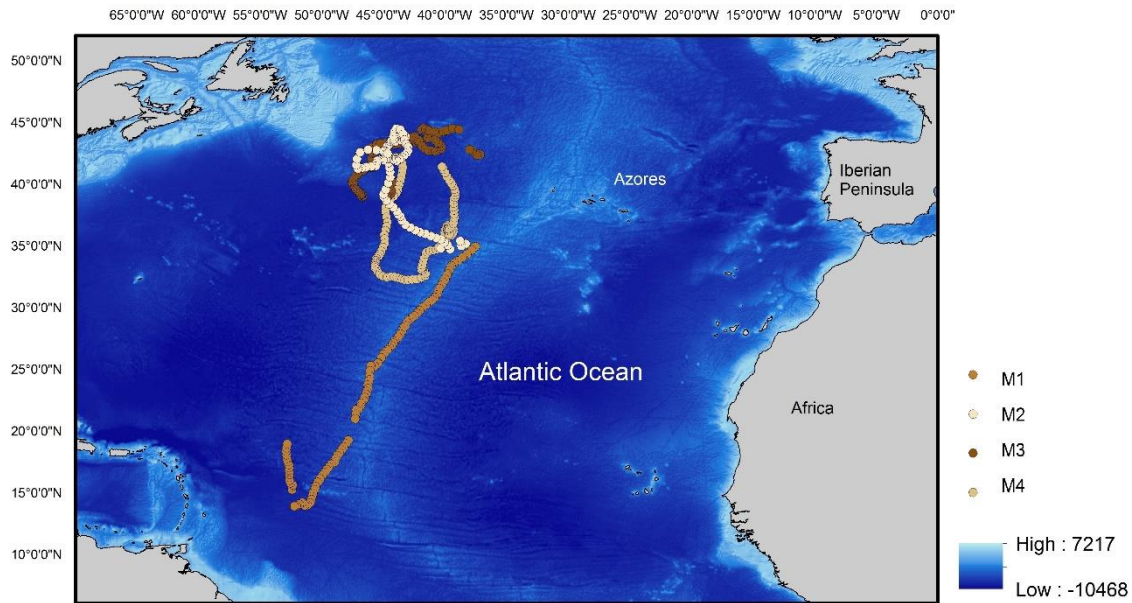 65°0'0"W 60°0'0"W 55°0'0"W 50°0'0"W 45°0'0"W 40°0'0"W 35°0'0"W 30°0'0"W 25°0'0"W 20°0'0"W 15°0'0"W 10°0'0"W 5°0'0"W 0°0'0"
50°0'0"N
45°0'0"N
40°0'0"N
35°0'0"N
30°0'0"N
25°0'0"N
20°0'0"N
15°0'0"N
10°0'0"N
Azores
Iberian
Peninsula
Atlantic Ocean
Africa
M1
M2
M3
M4
High : 7217
Low : -10468